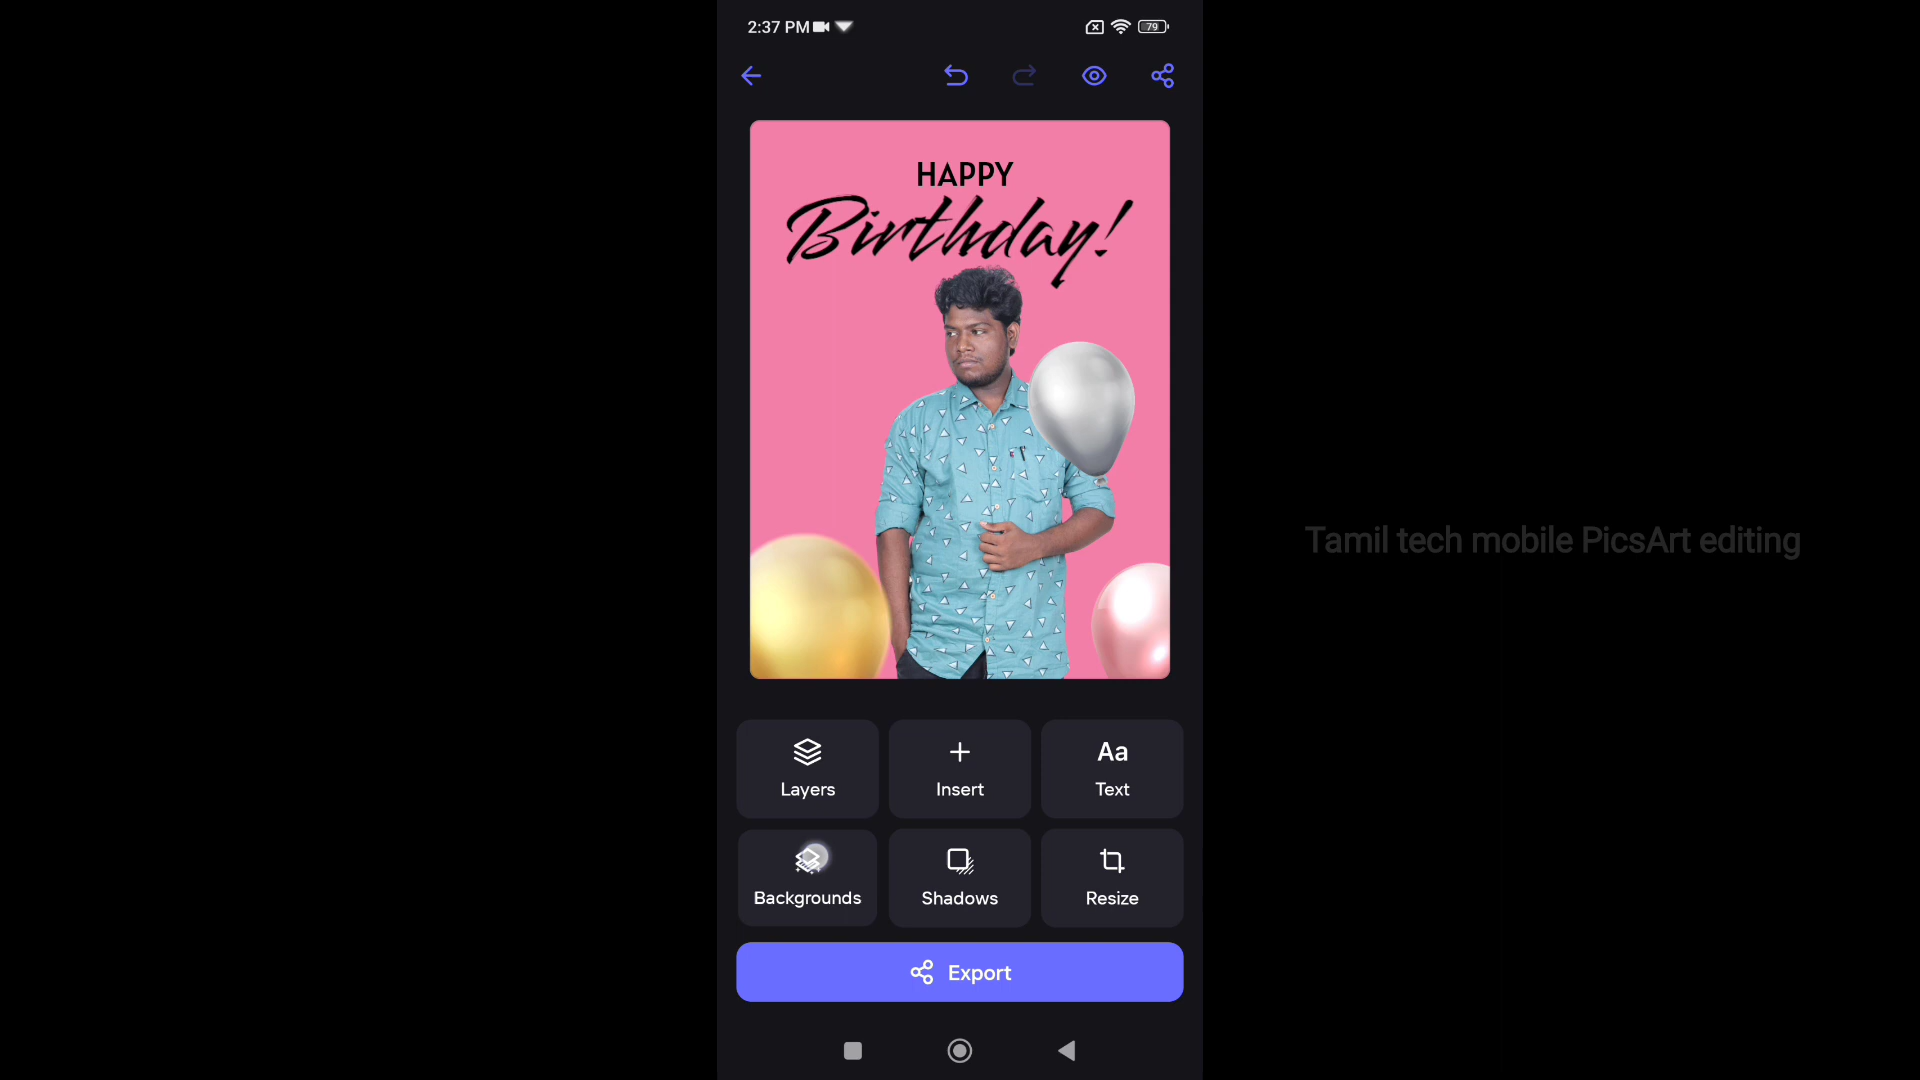 2:37 PM
79
HAPPY
Birthday!
Tamil tech mobile PicsArt editing
Layers
Insert
Aa
Text
Backgrounds
Shadows
Resize
Export